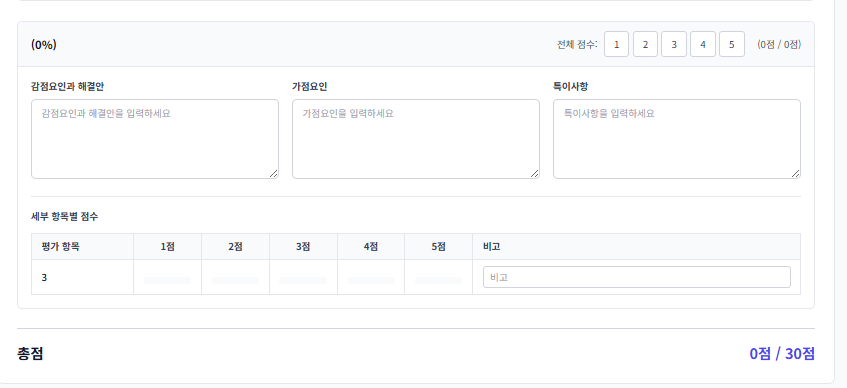 (0%) 전체 점수: 1 2 3 4 5 (0점 / 0점)
감점요인과 해결안 가점요인 특이사항
감점요인과 해결안을 입력하세요 가점요인을 입력하세요 특이사항을 입력하세요
세부 항목별 점수
평가 항목 1점 2점 3점 4점 5점 비고
3 비고
총점 0점 / 30점